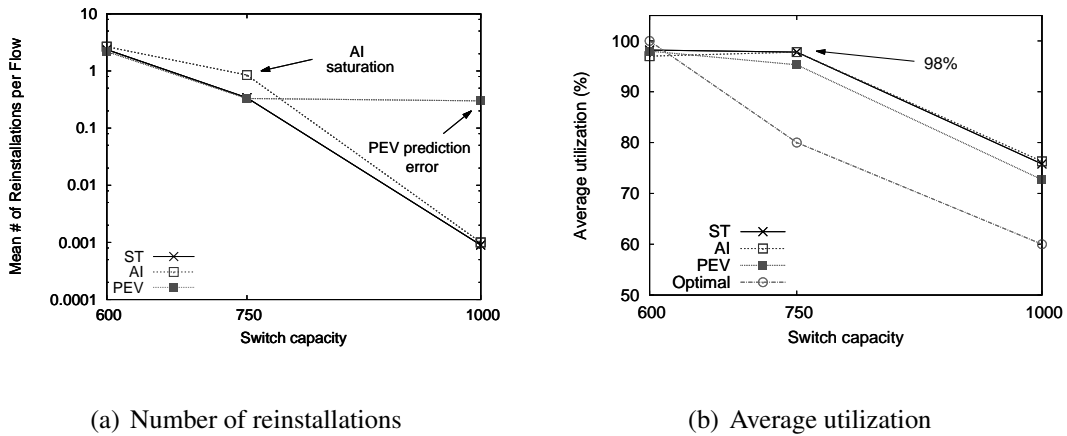 10
1
0.1
0.01
0.001
0.0001
Mean # of Reinstallations per Flow
AI
saturation
PEV prediction
error
ST
AI
PEV
600
750
1000
Switch capacity
(a) Number of reinstallations
100
90
80
70
60
50
Average utilization (%)
98%
ST
AI
PEV
Optimal
600
750
1000
Switch capacity
(b) Average utilization